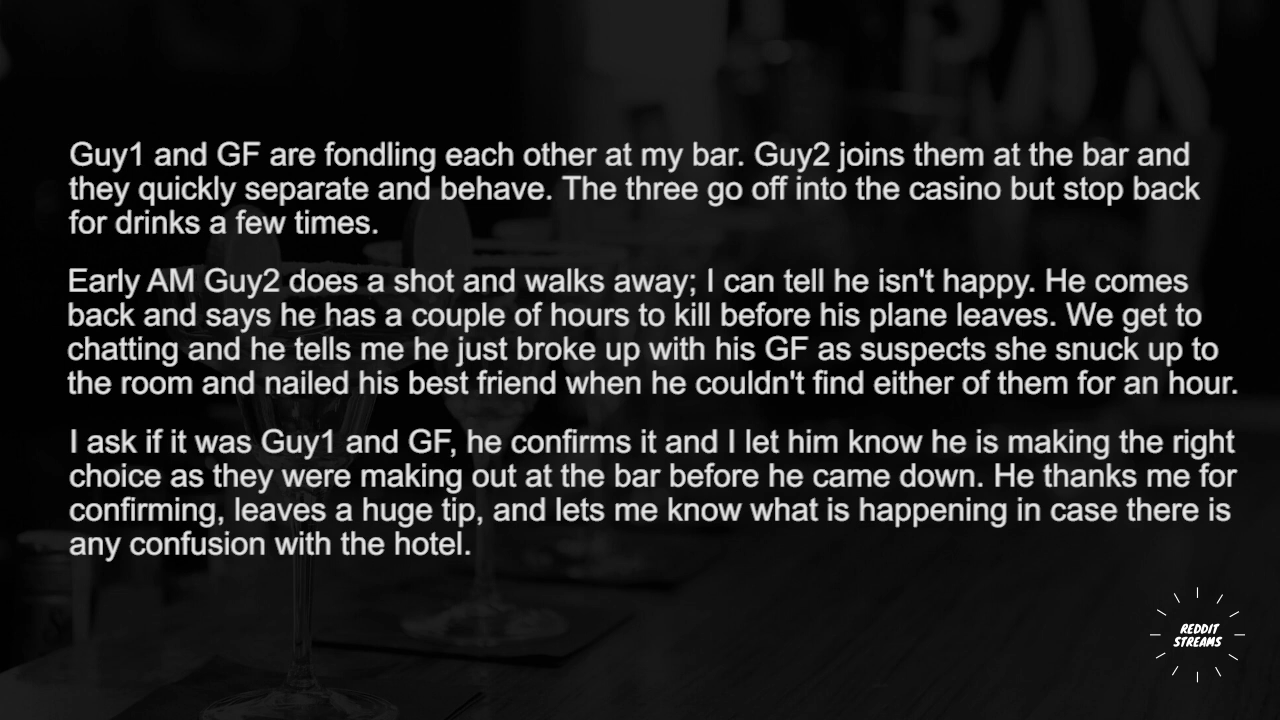 Guy1 and GF are fondling each other at my bar. Guy2 joins them at the bar and
they quickly separate and behave. The three go off into the casino but stop back
for drinks a few times.
Early AM Guy2 does a shot and walks away; I can tell he isn't happy. He comes
back and says he has a couple of hours to kill before his plane leaves. We get to
chatting and he tells me he just broke up with his GF as suspects she snuck up to
the room and nailed his best friend when he couldn't find either of them for an hour.
I ask if it was Guy1 and GF, he confirms it and I let him know he is making the right
choice as they were making out at the bar before he came down. He thanks me for
confirming, leaves a huge tip, and lets me know what is happening in case there is
any confusion with the hotel.
REDDIT
STREAMS